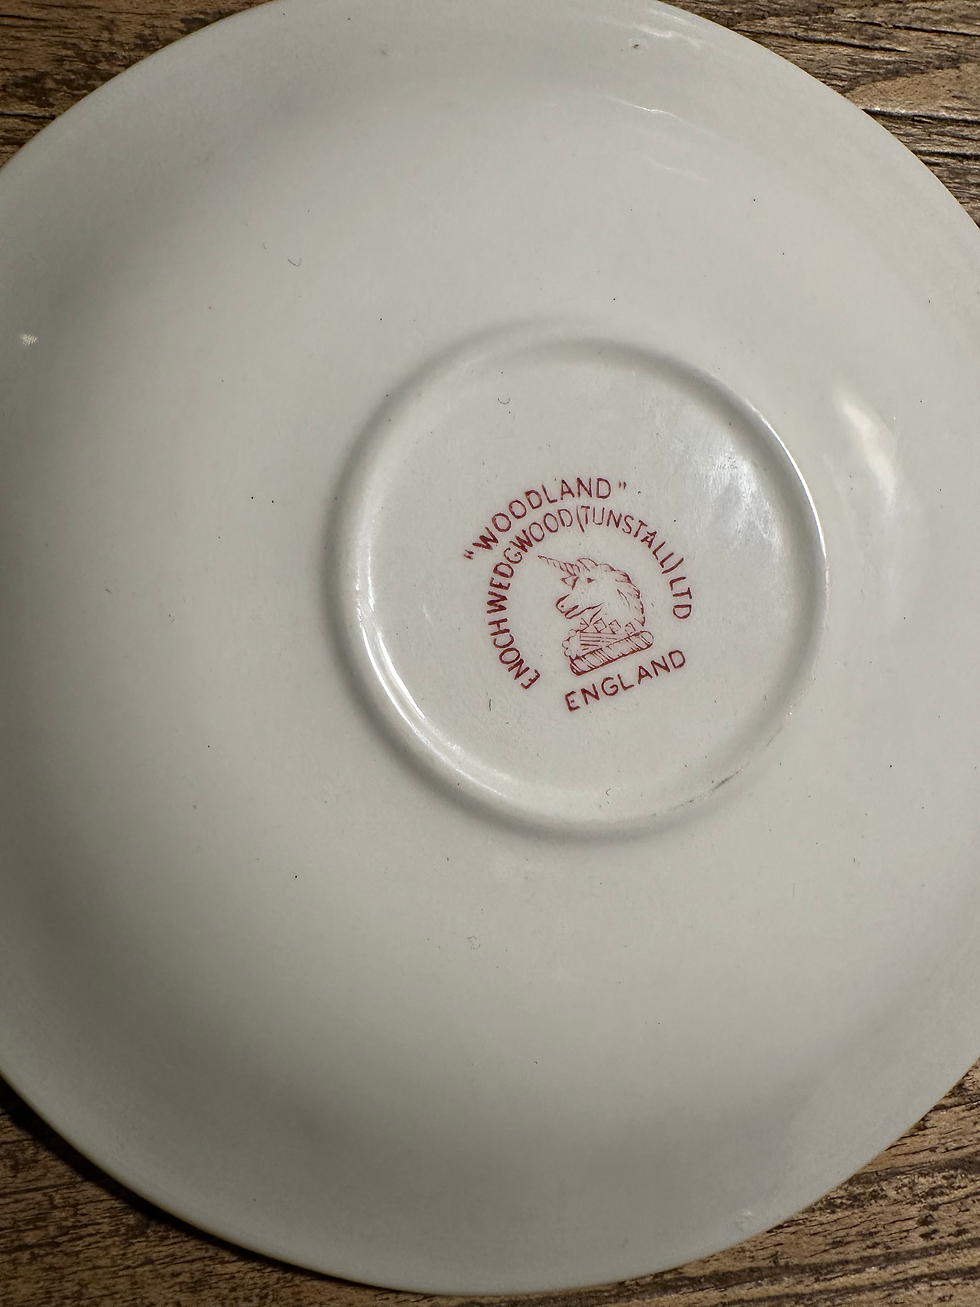 "WOODLAND"
ENOCH WEDGWOOD (TUNSTALL) LTD
ENGLAND